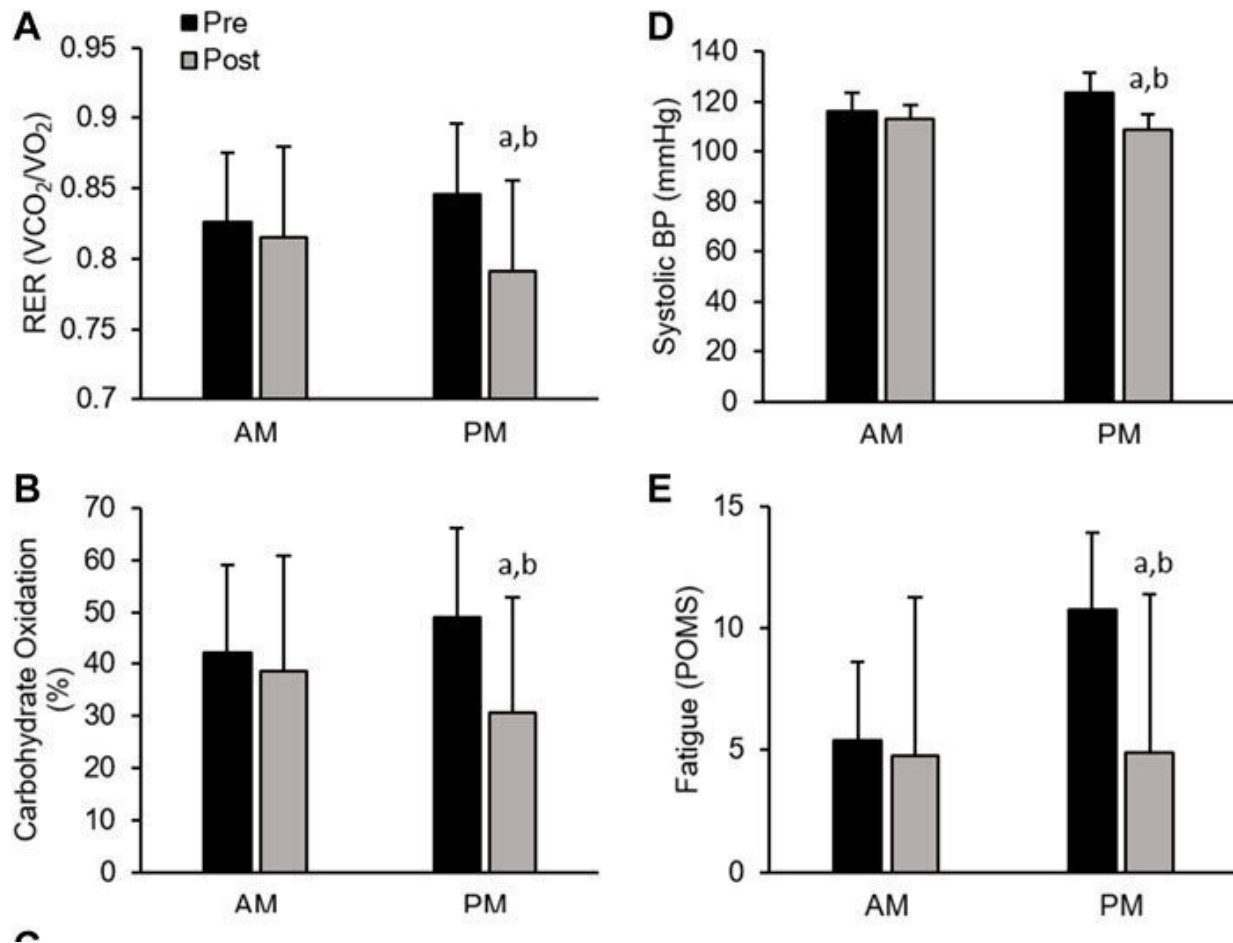 A
Pre
Post
0.95
0.9
0.85
0.8
0.75
0.7
RER (VCO₂/VO₂)
a,b
AM PM
D
140
120
100
80
60
40
20
0
Systolic BP (mmHg)
a,b
AM PM
B
70
60
50
40
30
20
10
0
Carbohydrate Oxidation
(%)
a,b
AM PM
E
15
10
5
0
Fatigue (POMS)
a,b
AM PM